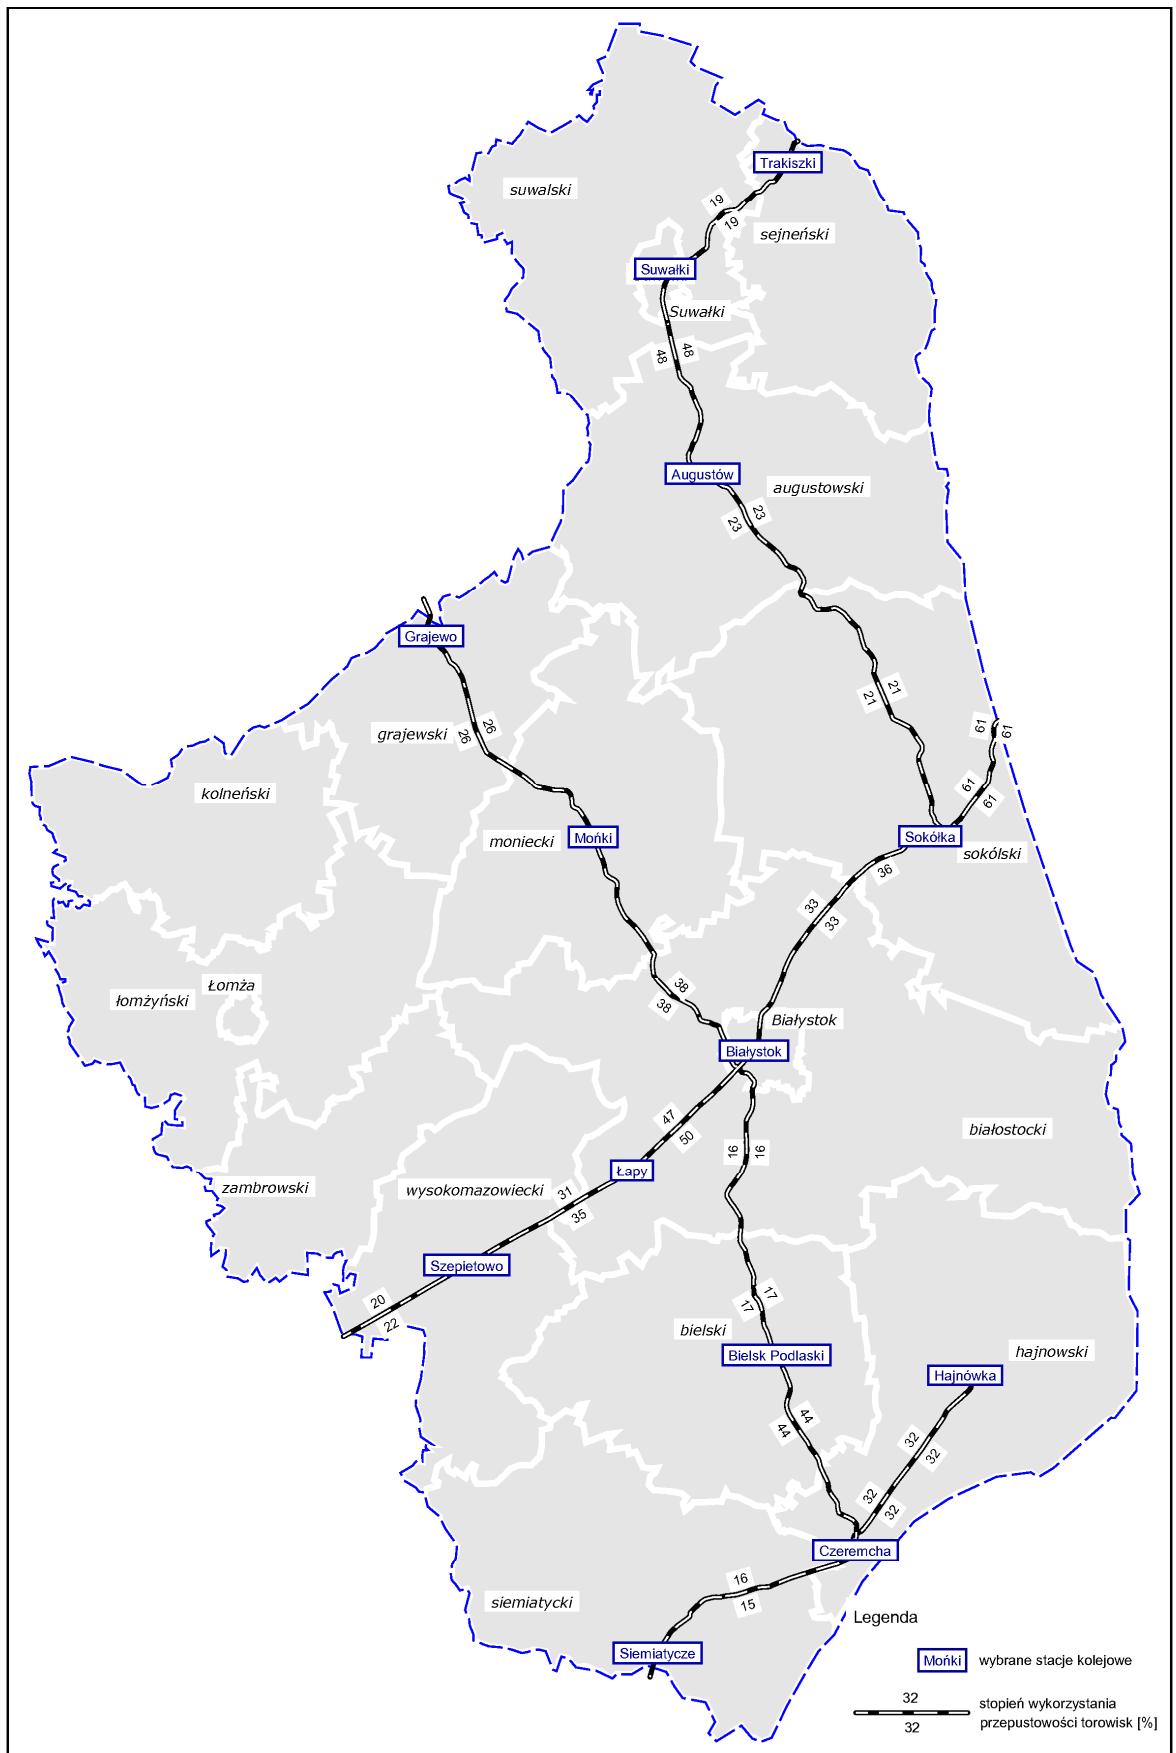 Trakiszki
suwalski
19
19
sejneński
Suwałki
Suwałki
48
48
Augustów
augustowski
23
23
Grajewo
21
21
26
26
grajewski
61
61
kolneński
61
61
Mońki
moniecki
Sokółka
sokólski
36
33
33
Łomża
łomżyński
38
38
Białystok
Białystok
47
50
białostocki
16
16
Łapy
zambrowski
wysokomazowiecki
31
35
Szepietowo
20
22
17
17
bielski
Bielsk Podlaski
hajnowski
Hajnówka
44
44
32
32
32
32
Czeremcha
16
15
siemiatycki
Siemiatycze
Legenda
Mońki
wybrane stacje kolejowe
32
32
stopień wykorzystania
przepustowości torowisk [%]